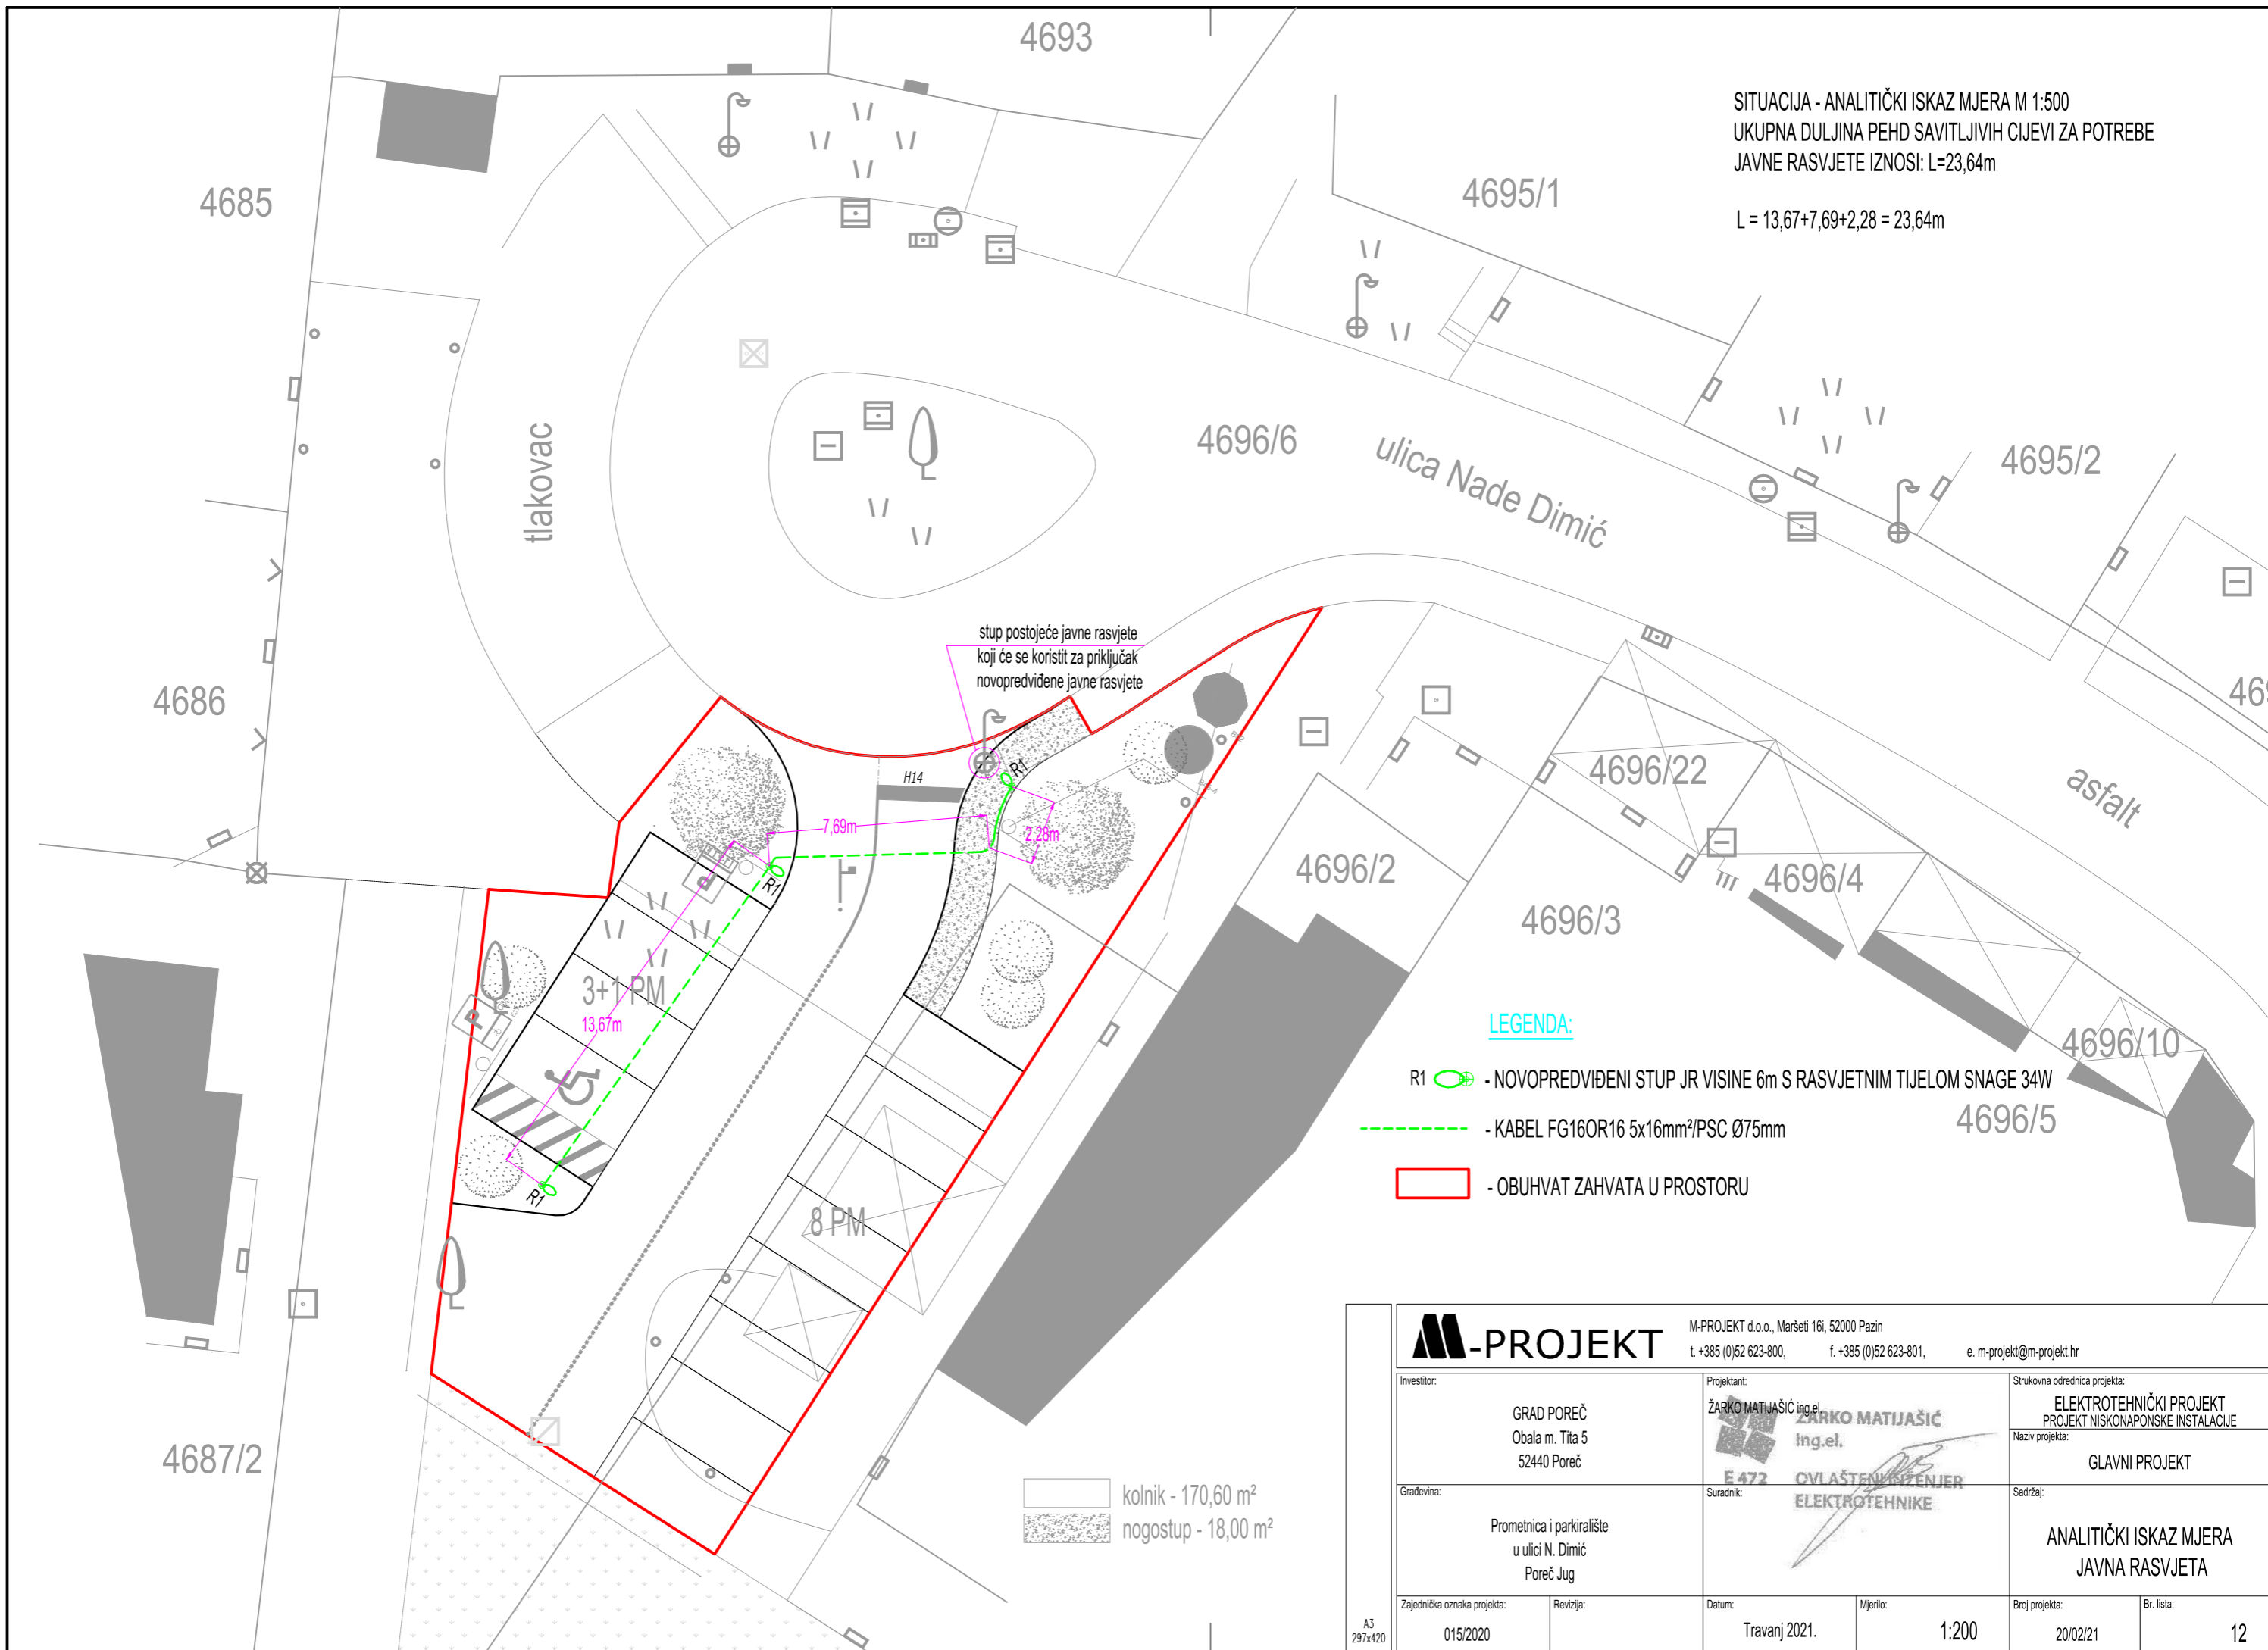 4693
SITUACIJA - ANALITIČKI ISKAZ MJERA M 1:500
UKUPNA DULJINA PEHD SAVITLJIVIH CIJEVI ZA POTREBE
JAVNE RASVJETE IZNOSI: L=23,64m
L = 13,67+7,69+2,28 = 23,64m
4685
4695/1
tlakovac
4696/6
ulica Nade Dimić
4695/2
4686
stup postojeće javne rasvjete
koji će se koristit za priključak
novopredviđene javne rasvjete
H14
R1
7,69m
2,28m
R1
4696/22
asfalt
4696/2
4696/4
4696/3
3+1 PM
13,67m
P
R1
8 PM
4696/10
4696/5
LEGENDA:
R1 - NOVOPREDVIĐENI STUP JR VISINE 6m S RASVJETNIM TIJELOM SNAGE 34W
- KABEL FG16OR16 5x16mm²/PSC Ø75mm
- OBUHVAT ZAHVATA U PROSTORU
4687/2
kolnik - 170,60 m²
nogostup - 18,00 m²
M-PROJEKT
M-PROJEKT d.o.o., Maršeti 16i, 52000 Pazin
t. +385 (0)52 623-800, f. +385 (0)52 623-801, e. m-projekt@m-projekt.hr
Investitor:
GRAD POREČ
Obala m. Tita 5
52440 Poreč
Projektant:
ŽARKO MATIJAŠIĆ ing.el.
ŽARKO MATIJAŠIĆ
ing.el.
E 472 OVLAŠTENI INŽENJER
ELEKTROTEHNIKE
Strukovna odrednica projekta:
ELEKTROTEHNIČKI PROJEKT
PROJEKT NISKONAPONSKE INSTALACIJE
Naziv projekta:
GLAVNI PROJEKT
Građevina:
Prometnica i parkiralište
u ulici N. Dimić
Poreč Jug
Suradnik:
Sadržaj:
ANALITIČKI ISKAZ MJERA
JAVNA RASVJETA
Zajednička oznaka projekta:
015/2020
Revizija:
Datum:
Travanj 2021.
Mjerilo:
1:200
Broj projekta:
20/02/21
Br. lista:
12
A3
297x420